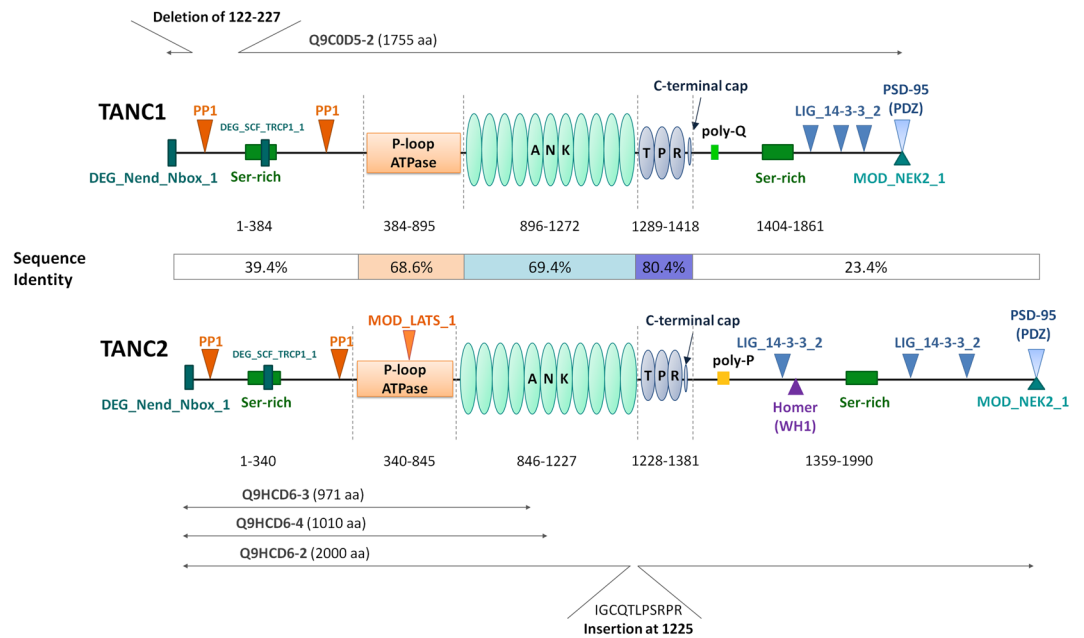 Deletion of 122-227
Q9C0D5-2 (1755 aa)
TANC1
PP1
DEG_SCF_TRCP1_1
PP1
C-terminal cap
poly-Q
LIG_14-3-3_2
PSD-95
(PDZ)
P-loop
ATPase
A N K
T P R
DEG_Nend_Nbox_1
Ser-rich
Ser-rich
MOD_NEK2_1
1-384
384-895
896-1272
1289-1418
1404-1861
Sequence
Identity
39.4%
68.6%
69.4%
80.4%
23.4%
TANC2
PP1
DEG_SCF_TRCP1_1
PP1
MOD_LATS_1
C-terminal cap
poly-P
LIG_14-3-3_2
LIG_14-3-3_2
PSD-95
(PDZ)
P-loop
ATPase
A N K
T P R
DEG_Nend_Nbox_1
Ser-rich
Homer
(WH1)
Ser-rich
MOD_NEK2_1
1-340
340-845
846-1227
1228-1381
1359-1990
Q9HCD6-3 (971 aa)
Q9HCD6-4 (1010 aa)
Q9HCD6-2 (2000 aa)
IGCQTLPSRPR
Insertion at 1225